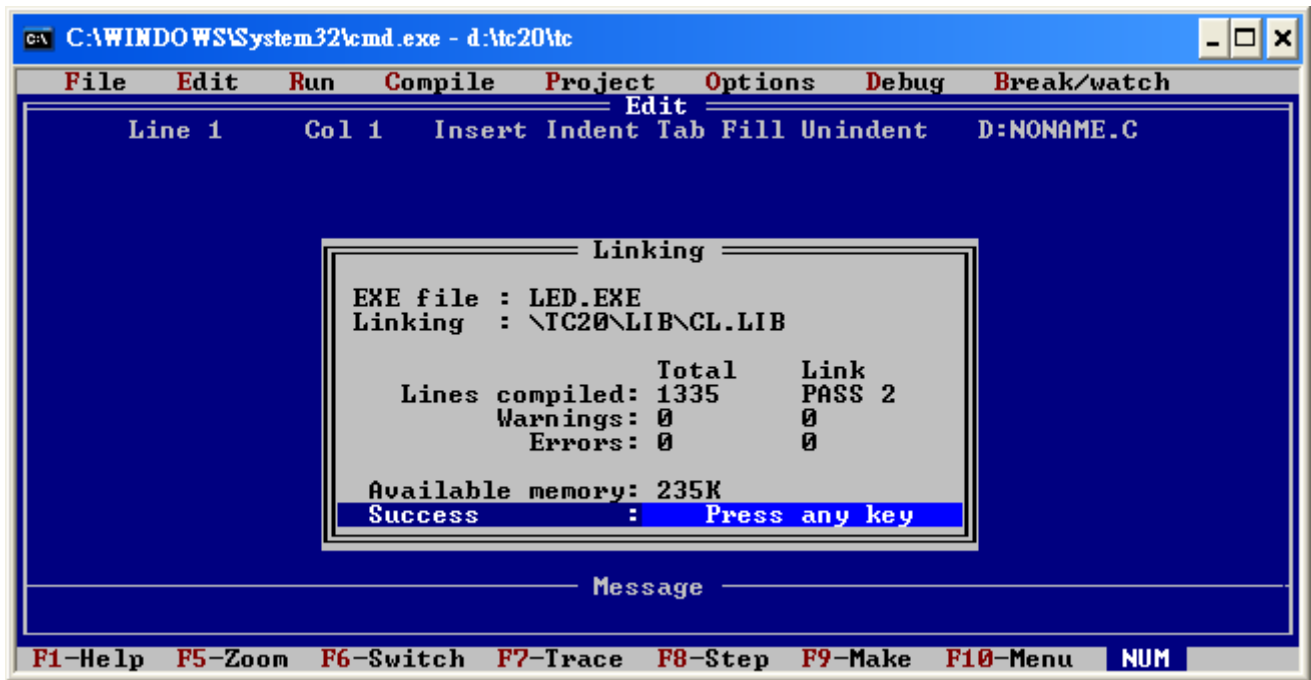 C:\WINDOWS\System32\cmd.exe - d:\tc20\tc
File Edit Run Compile Project Options Debug Break/watch
Edit
Line 1 Col 1 Insert Indent Tab Fill Unindent D:NONAME.C
Linking
EXE file : LED.EXE
Linking : \TC20\LIB\CL.LIB
Total Link
Lines compiled: 1335 PASS 2
Warnings: 0 0
Errors: 0 0
Available memory: 235K
Success : Press any key
Message
F1-Help F5-Zoom F6-Switch F7-Trace F8-Step F9-Make F10-Menu NUM